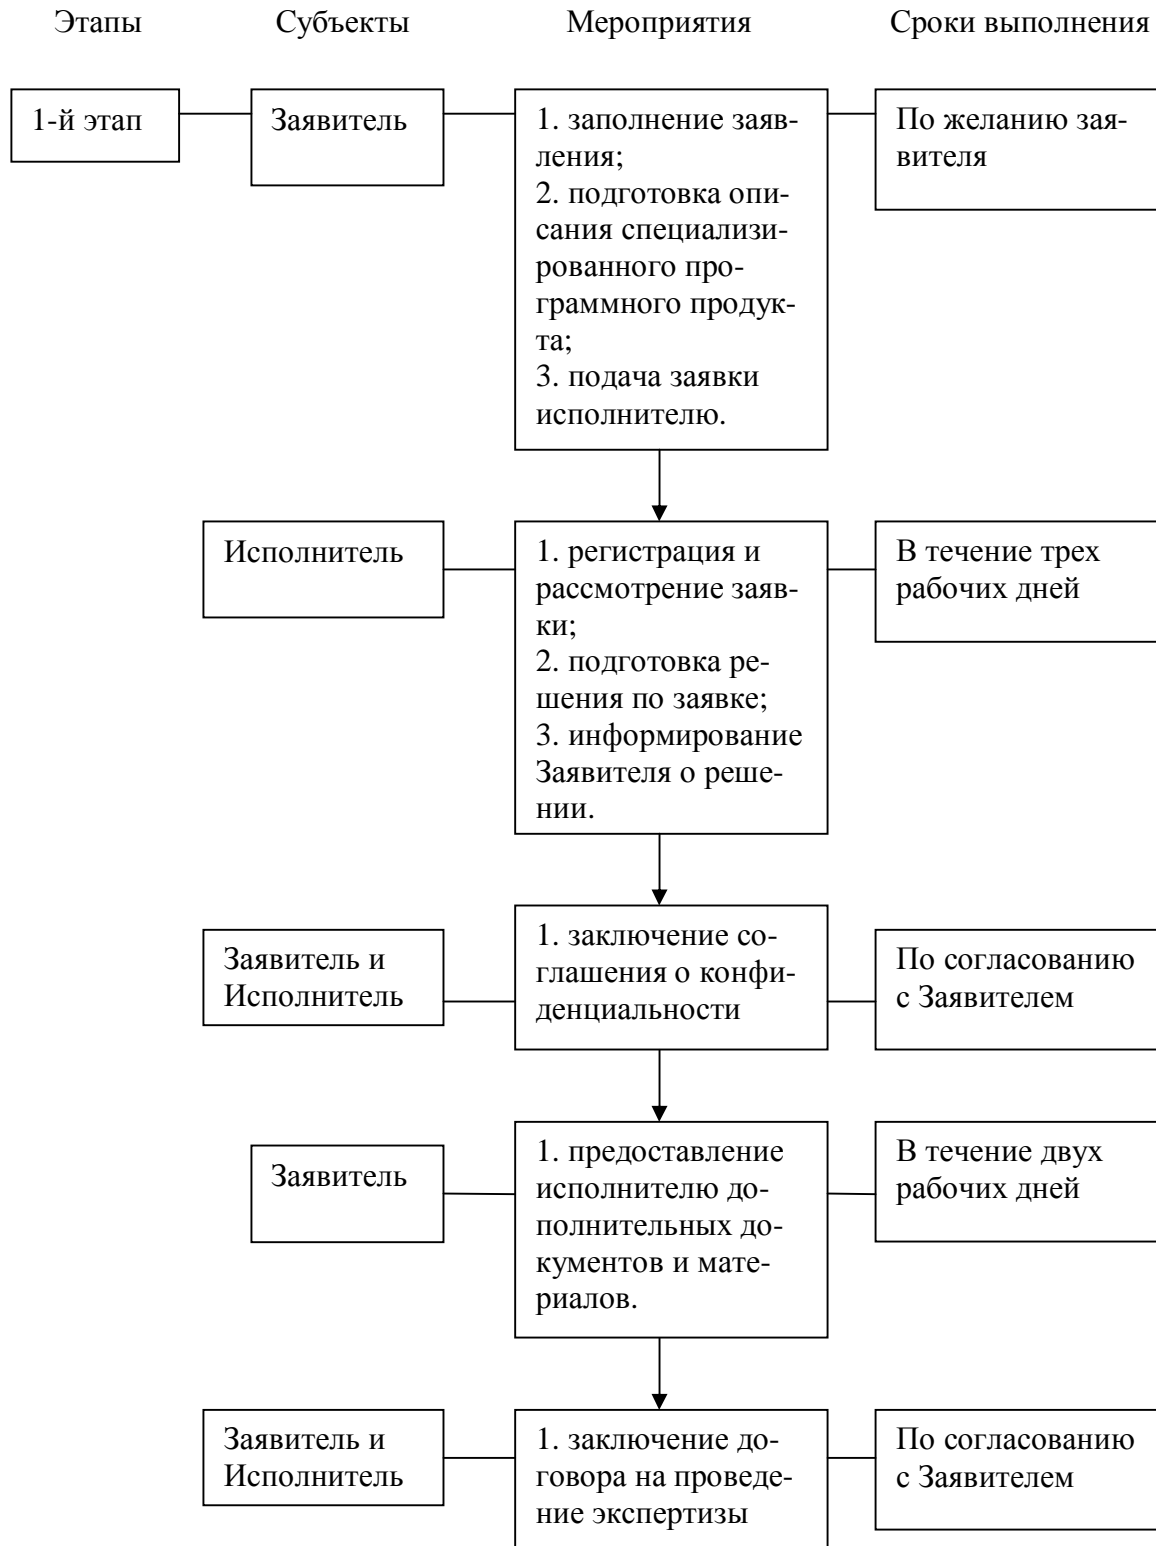 Этапы
Субъекты
Мероприятия
Сроки выполнения
1-й этап
Заявитель
1. заполнение заяв-
ления;
2. подготовка опи-
сания специализи-
рованного про-
граммного продук-
та;
3. подача заявки
исполнителю.
По желанию зая-
вителя
Исполнитель
1. регистрация и
рассмотрение заяв-
ки;
2. подготовка ре-
шения по заявке;
3. информирование
Заявителя о реше-
нии.
В течение трех
рабочих дней
Заявитель и
Исполнитель
1. заключение со-
глашения о конфи-
денциальности
По согласованию
с Заявителем
Заявитель
1. предоставление
исполнителю до-
полнительных до-
кументов и мате-
риалов.
В течение двух
рабочих дней
Заявитель и
Исполнитель
1. заключение до-
говора на проведе-
ние экспертизы
По согласованию
с Заявителем